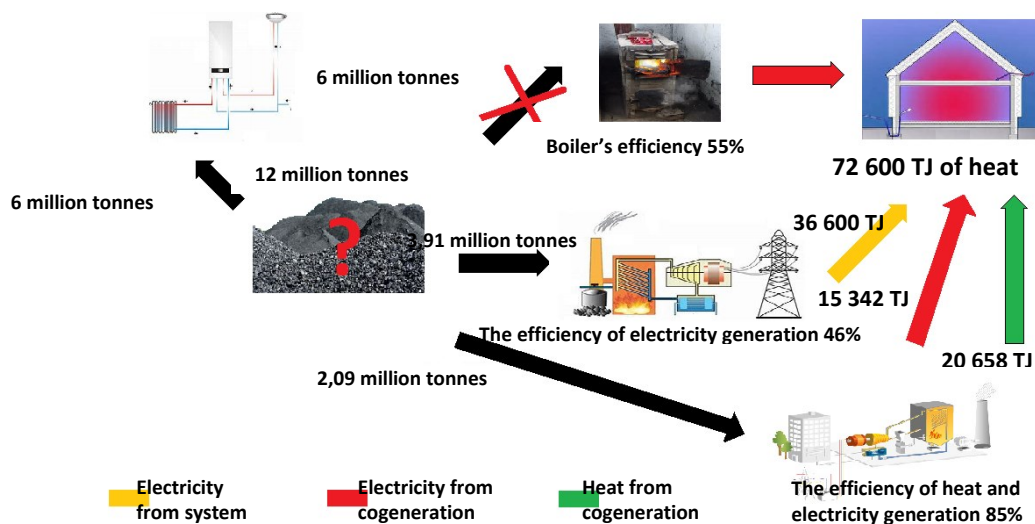 6 million tonnes
Boiler's efficiency 55%
72 600 TJ of heat
12 million tonnes
6 million tonnes
?
3,91 million tonnes
36 600 TJ
15 342 TJ
The efficiency of electricity generation 46%
2,09 million tonnes
20 658 TJ
Electricity
from system
Electricity from
cogeneration
Heat from
cogeneration
The efficiency of heat and
electricity generation 85%